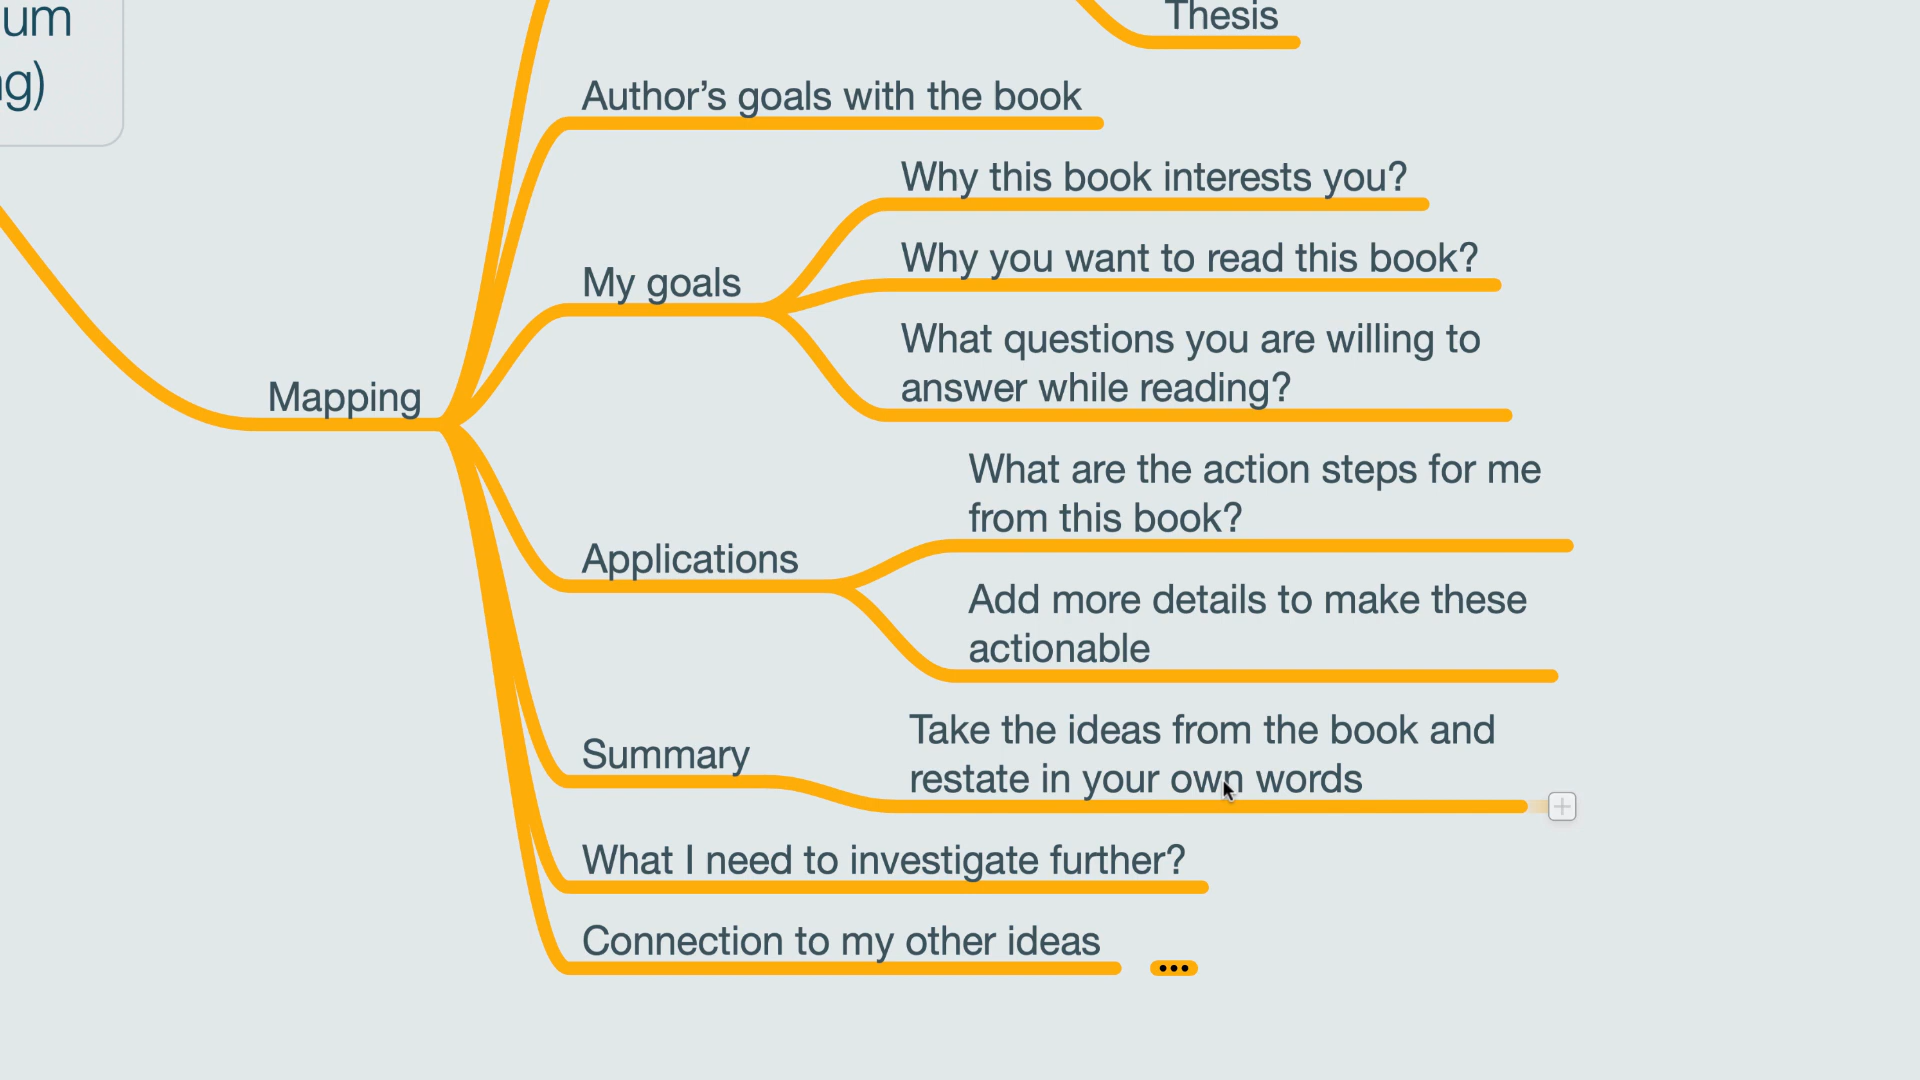 um
g)
Thesis
Author’s goals with the book
Why this book interests you?
My goals
Why you want to read this book?
What questions you are willing to
answer while reading?
Mapping
What are the action steps for me
from this book?
Applications
Add more details to make these
actionable
Summary
Take the ideas from the book and
restate in your own words
What I need to investigate further?
Connection to my other ideas